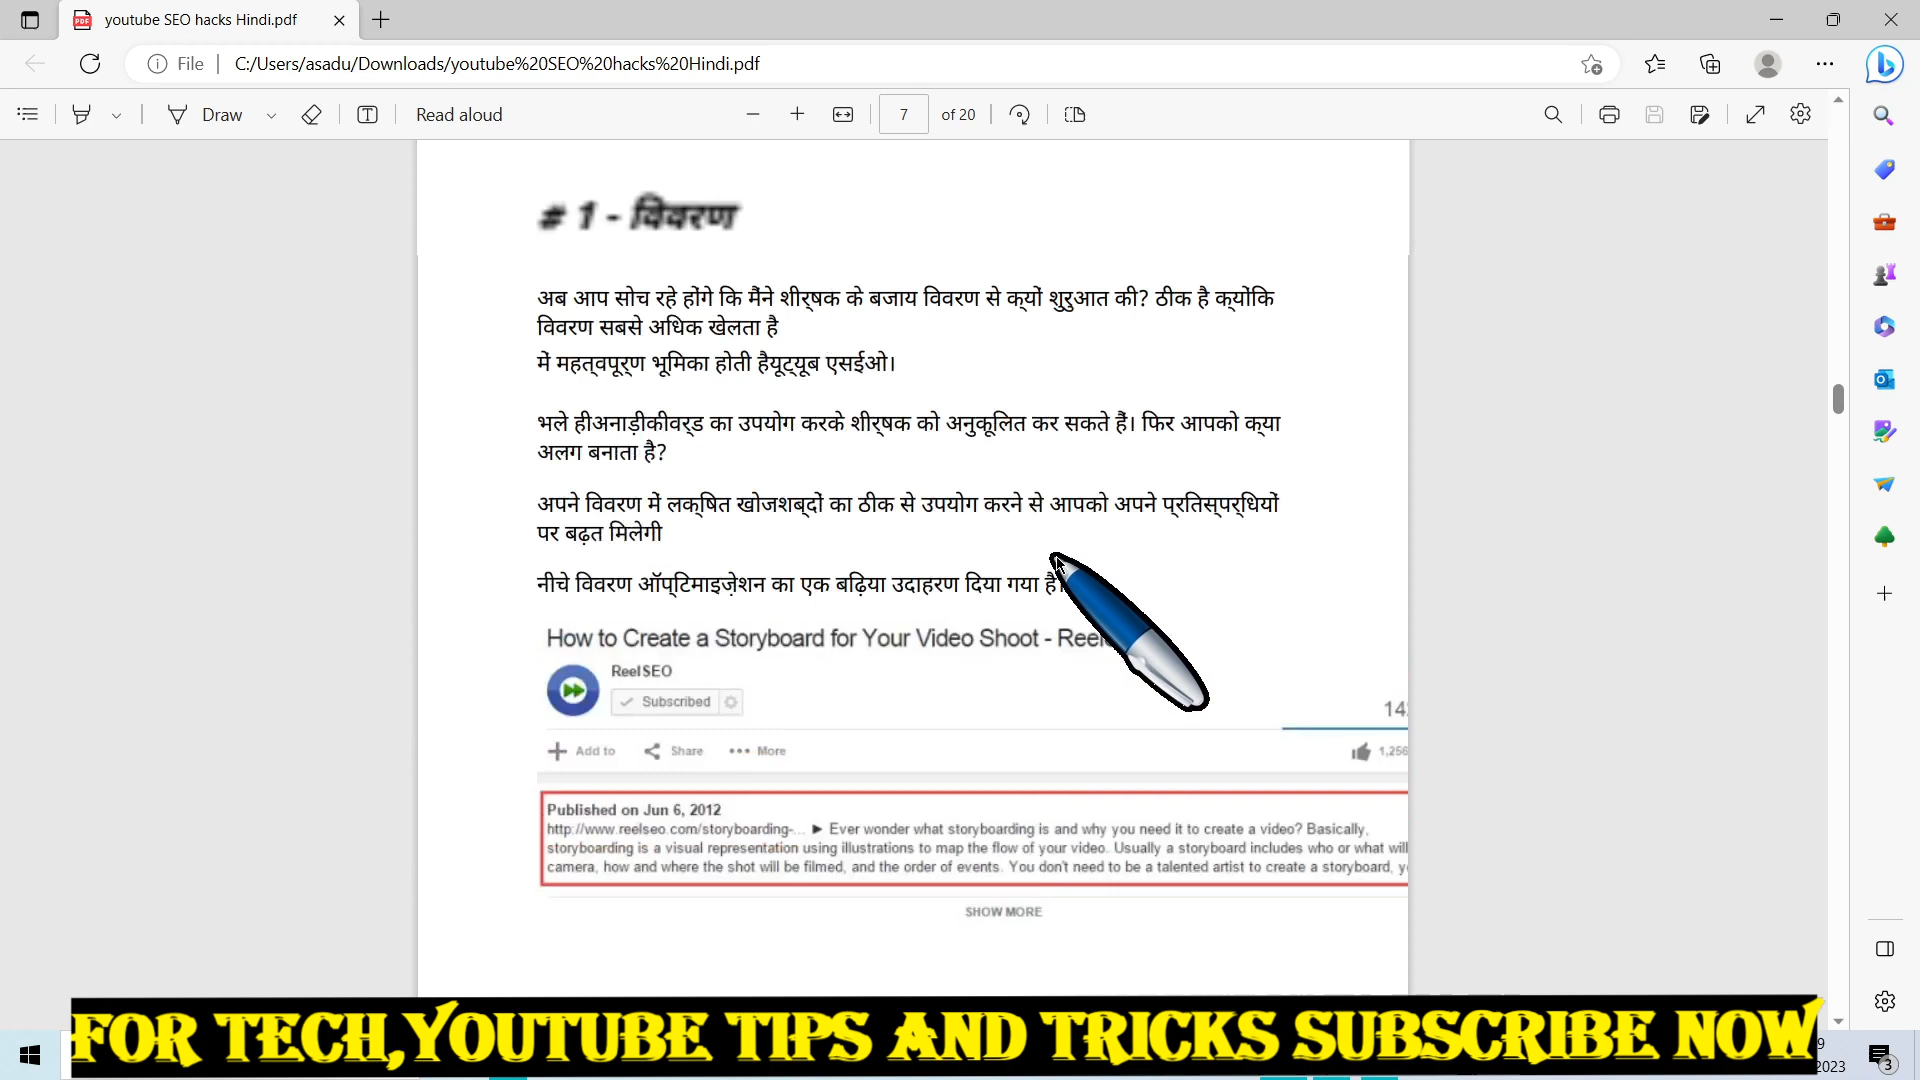 youtube SEO hacks Hindi.pdf
File
C:/Users/asadu/Downloads/youtube%20SEO%20hacks%20Hindi.pdf
Draw
Read aloud
7 of 20
# 1 - विवरण
अब आप सोच रहे होंगे कि मैंने शीर्षक के बजाय विवरण से क्यों शुरुआत की? ठीक है क्योंकि
विवरण सबसे अधिक खेलता है
में महत्वपूर्ण भूमिका होती हैयूट्यूब एसईओ।
भले हीअनाड़ीकीवर्ड का उपयोग करके शीर्षक को अनुकूलित कर सकते हैं। फिर आपको क्या
अलग बनाता है?
अपने विवरण में लक्षित खोजशब्दों का ठीक से उपयोग करने से आपको अपने प्रतिस्पर्धियों
पर बढ़त मिलेगी
नीचे विवरण ऑप्टिमाइज़ेशन का एक बढ़िया उदाहरण दिया गया है
How to Create a Storyboard for Your Video Shoot -
ReelSEO
Subscribed
Add to
Share
More
1,256
Published on Jun 6, 2012
http://www.reelseo.com/storyboarding-... ► Ever wonder what storyboarding is and why you need it to create a video? Basically,
storyboarding is a visual representation using illustrations to map the flow of your video. Usually a storyboard includes who or what will
camera, how and where the shot will be filmed, and the order of events. You don't need to be a talented artist to create a storyboard,
SHOW MORE
FOR TECH,YOUTUBE TIPS AND TRICKS SUBSCRIBE NOW
2023
3